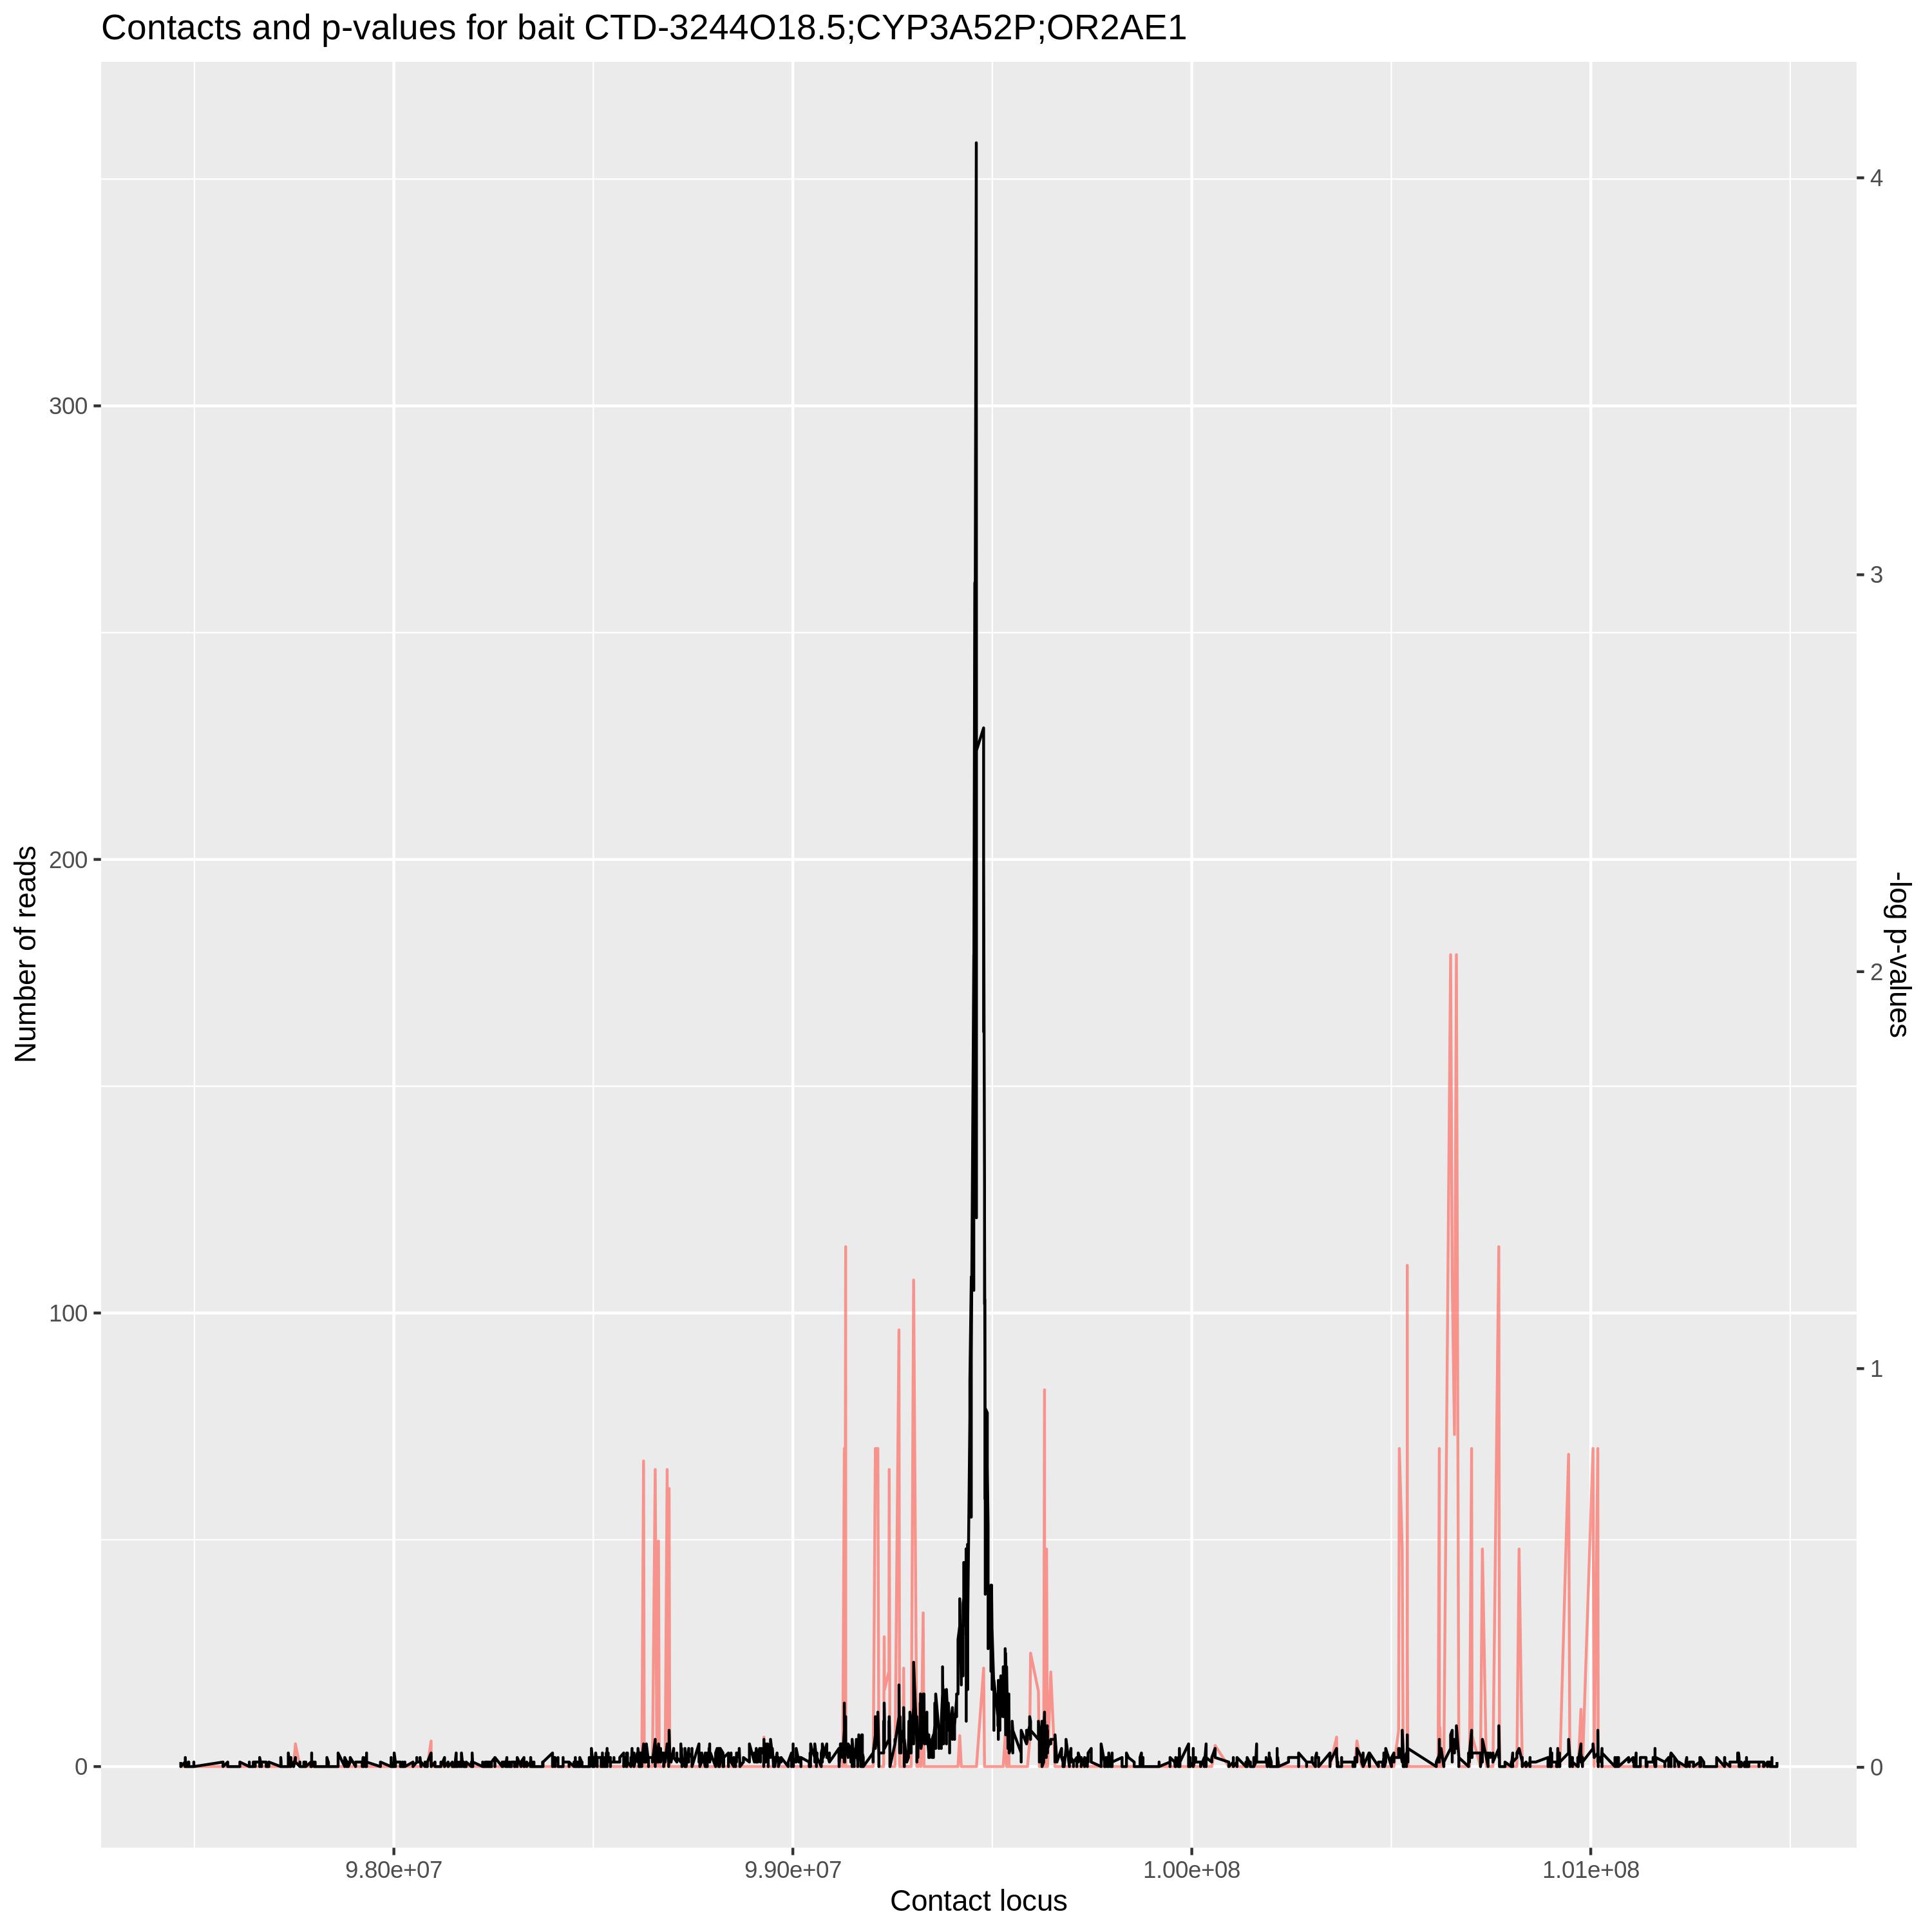 Contacts and p-values for bait CTD-3244O18.5;CYP3A52P;OR2AE1
300
200
100
0
Number of reads
4
3
2
1
0
-log p-values
9.80e+07
9.90e+07
1.00e+08
1.01e+08
Contact locus